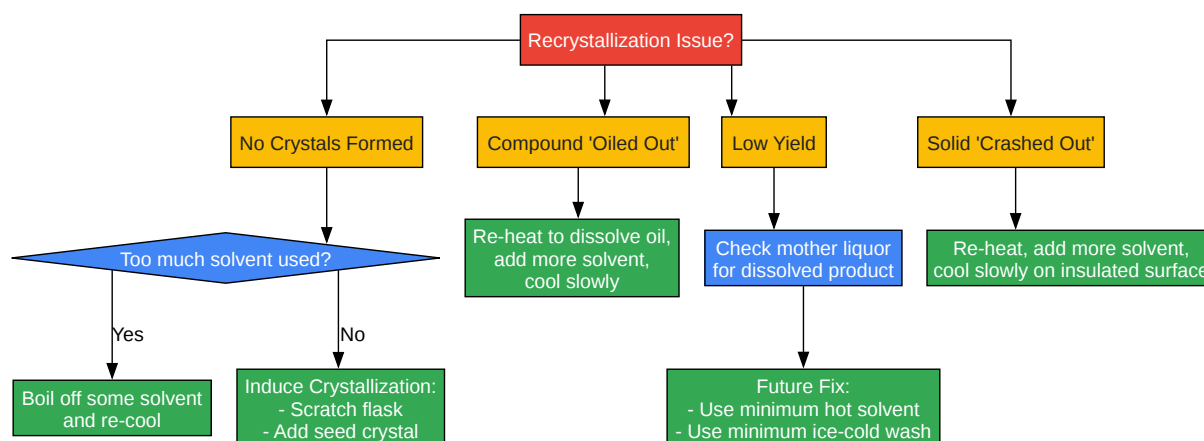 Recrystallization Issue?
No Crystals Formed
Compound 'Oiled Out'
Low Yield
Solid 'Crashed Out'
Too much solvent used?
Re-heat to dissolve oil,
add more solvent,
cool slowly
Check mother liquor
for dissolved product
Re-heat, add more solvent,
cool slowly on insulated surface
Yes
No
Boil off some solvent
and re-cool
Induce Crystallization:
- Scratch flask
- Add seed crystal
Future Fix:
- Use minimum hot solvent
- Use minimum ice-cold wash